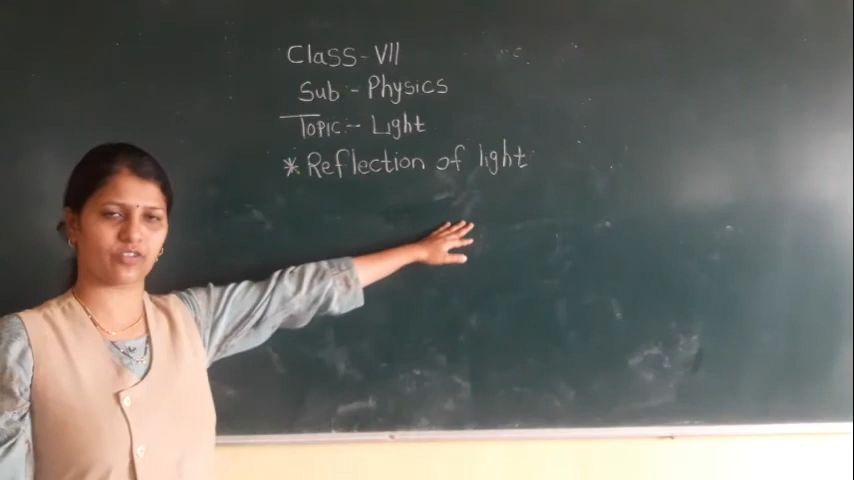 Class-VII
Sub - Physics
Topic:- Light
* Reflection of light